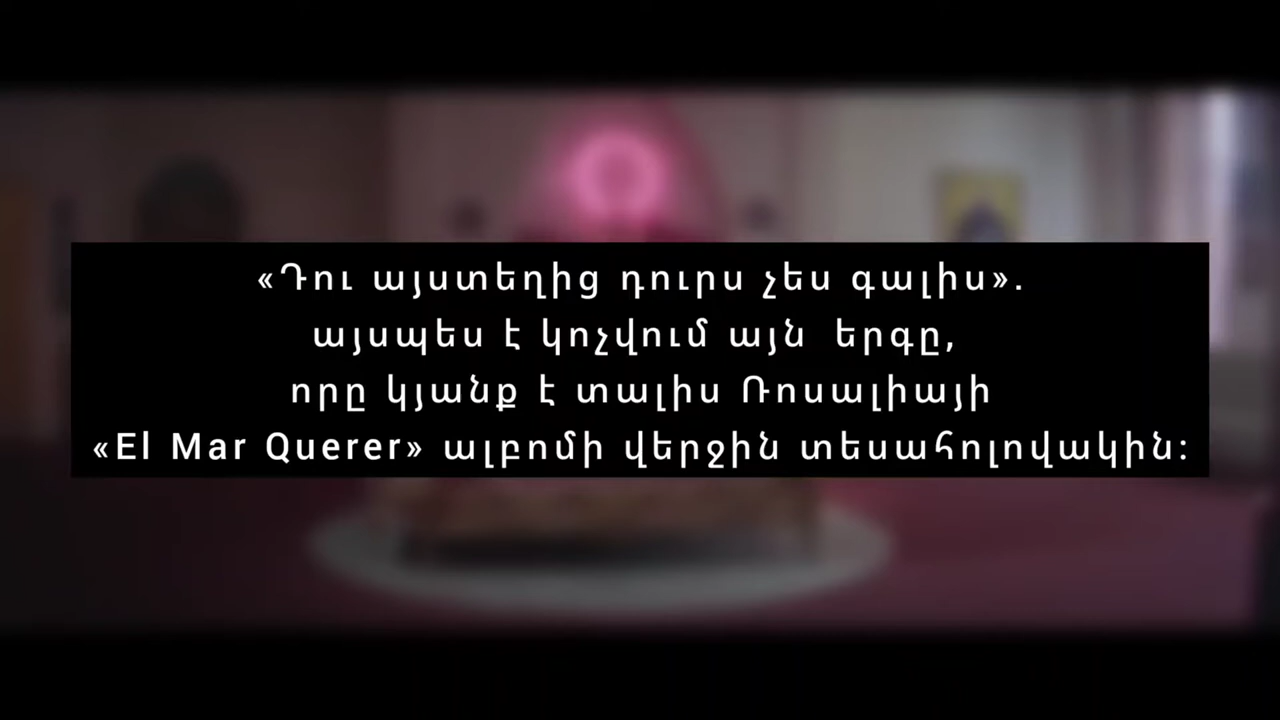 «Դու այստեղից դուրս չես գալիս».
այսպես է կոչվում այն երգը,
որը կյանք է տալիս Ռոսալիայի
«El Mar Querer» ալբոմի վերջին տեսահոլովակին: